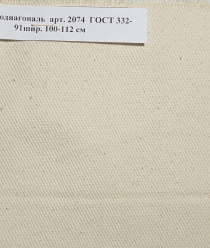 одиагональ арт. 2074 ГОСТ 332-
91шир. 100-112 см